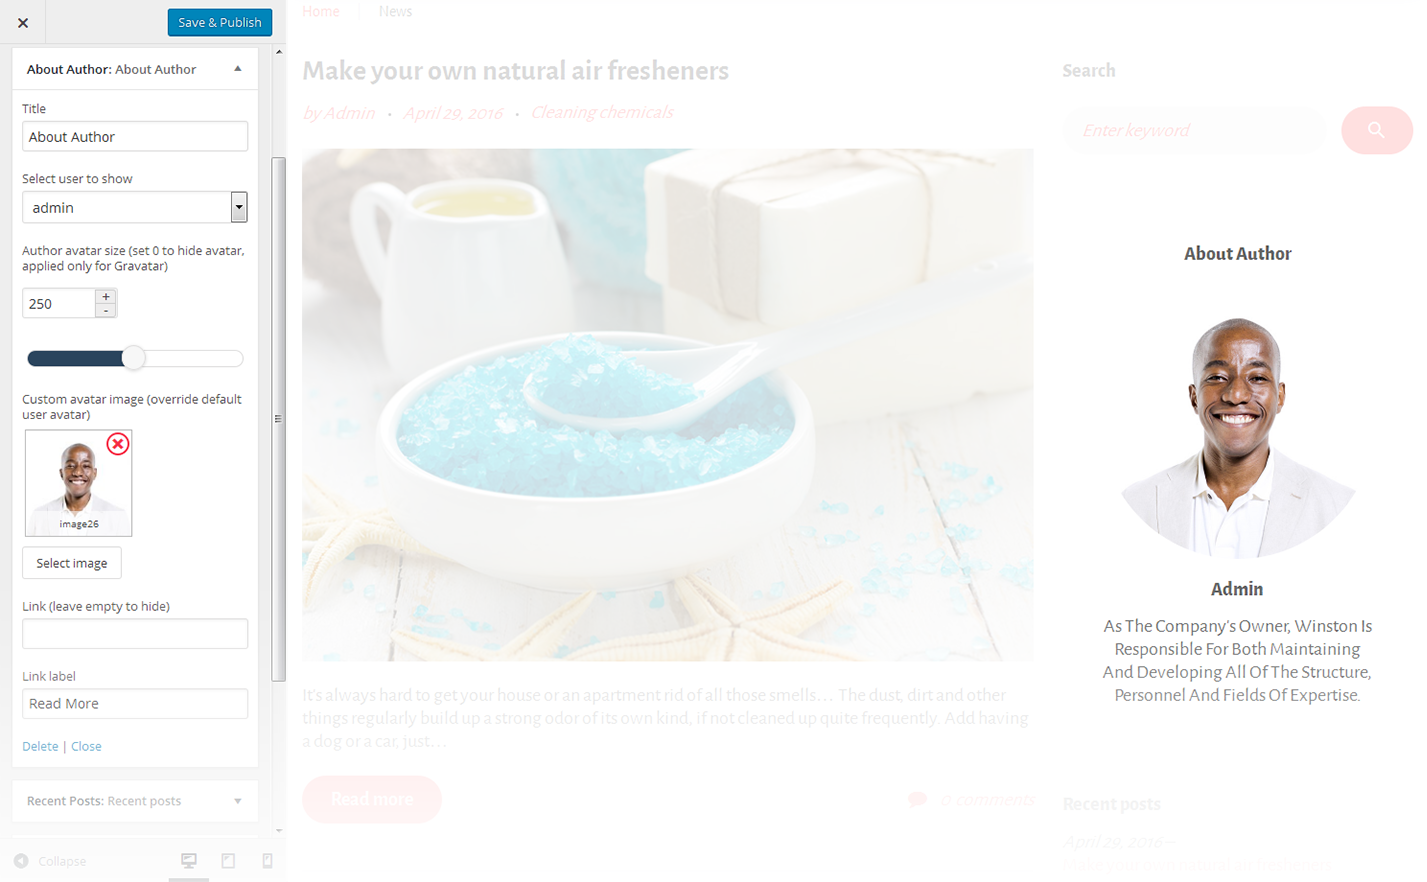 Save & Publish
About Author: About Author
Title
About Author
Select user to show
admin
Author avatar size (set 0 to hide avatar,
applied only for Gravatar)
250
+
-
Custom avatar image (override default
user avatar)
image26
Select image
Link (leave empty to hide)
Link label
Read More
Delete | Close
Recent Posts: Recent posts
Collapse
Home
News
Make your own natural air fresheners
by Admin • April 29, 2016 • Cleaning chemicals
It's always hard to get your house or an apartment rid of all those smells… The dust, dirt and other
things regularly build up a strong odor of its own kind, if not cleaned up quite frequently. Add having
a dog or a car, just…
Read more
0 comments
Search
Enter keyword
About Author
Admin
As The Company's Owner, Winston Is
Responsible For Both Maintaining
And Developing All Of The Structure,
Personnel And Fields Of Expertise.
Recent posts
April 29, 2016 –
Make your own natural air fresheners